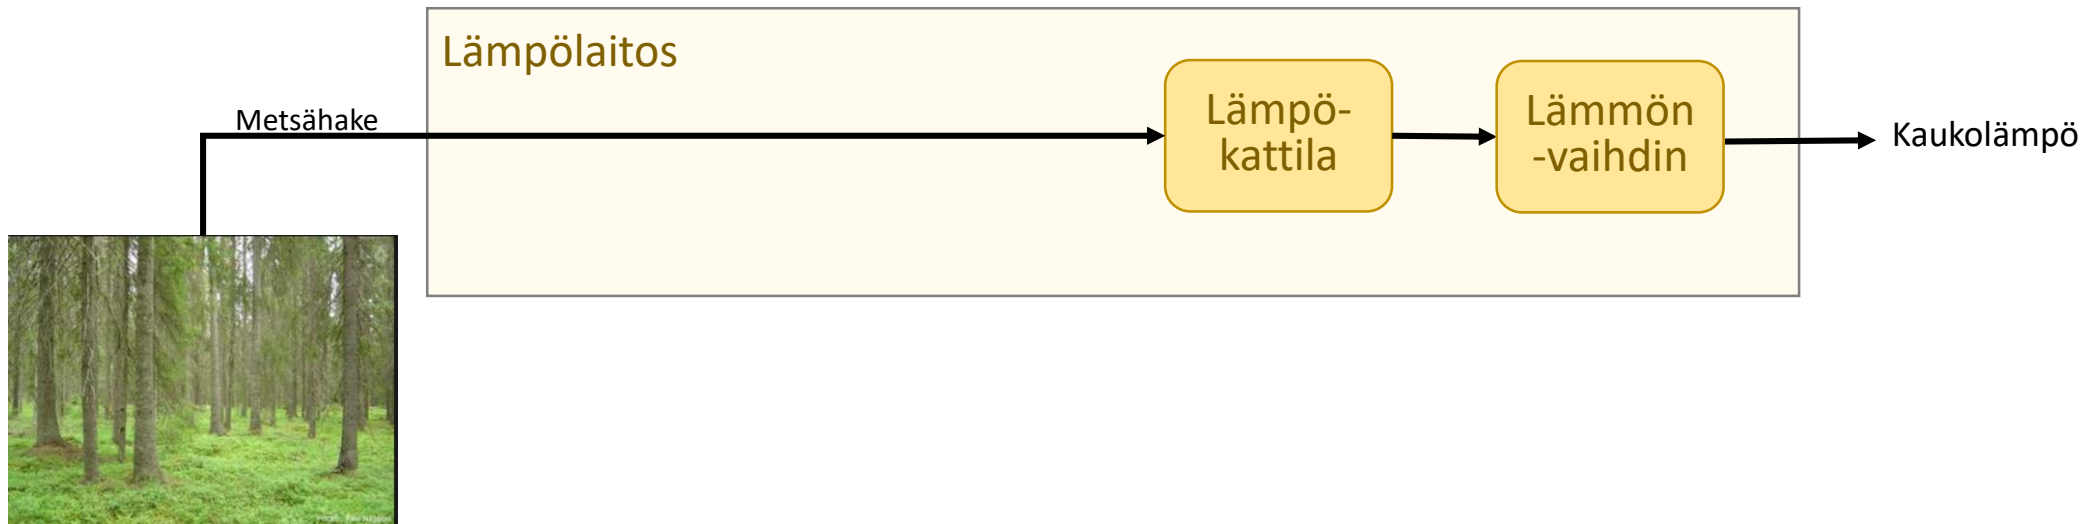 Lämpölaitos
Metsähake
Lämpö-
kattila
Lämmön
-vaihdin
Kaukolämpö